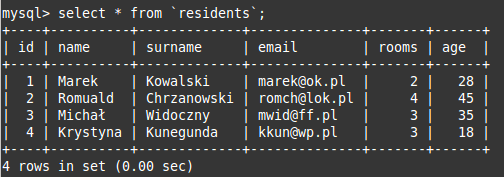 mysql> select * from `residents`;
+----+----------+-------------+--------------+-------+------+
| id | name     | surname     | email        | rooms | age  |
+----+----------+-------------+--------------+-------+------+
|  1 | Marek    | Kowalski    | marek@ok.pl  |     2 |   28 |
|  2 | Romuald  | Chrzanowski | romch@lok.pl |     4 |   45 |
|  3 | Michał   | Widoczny    | mwid@ff.pl   |     3 |   35 |
|  4 | Krystyna | Kunegunda   | kkun@wp.pl   |     3 |   18 |
+----+----------+-------------+--------------+-------+------+
4 rows in set (0.00 sec)